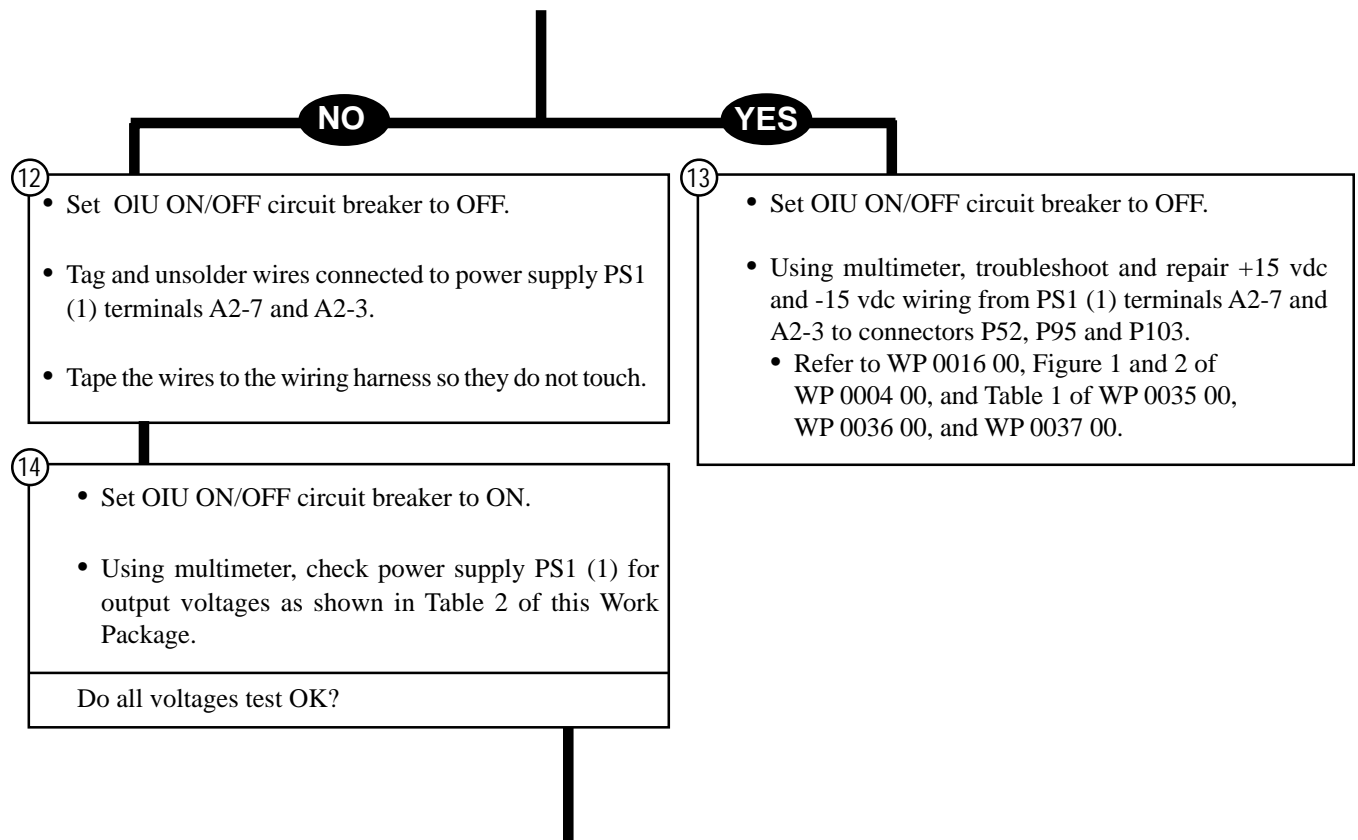 NO
YES
12
• Set OlU ON/OFF circuit breaker to OFF.
• Tag and unsolder wires connected to power supply PS1
(1) terminals A2-7 and A2-3.
• Tape the wires to the wiring harness so they do not touch.
13
• Set OIU ON/OFF circuit breaker to OFF.
• Using multimeter, troubleshoot and repair +15 vdc
and -15 vdc wiring from PS1 (1) terminals A2-7 and
A2-3 to connectors P52, P95 and P103.
• Refer to WP 0016 00, Figure 1 and 2 of
WP 0004 00, and Table 1 of WP 0035 00,
WP 0036 00, and WP 0037 00.
14
• Set OIU ON/OFF circuit breaker to ON.
• Using multimeter, check power supply PS1 (1) for
output voltages as shown in Table 2 of this Work
Package.
Do all voltages test OK?